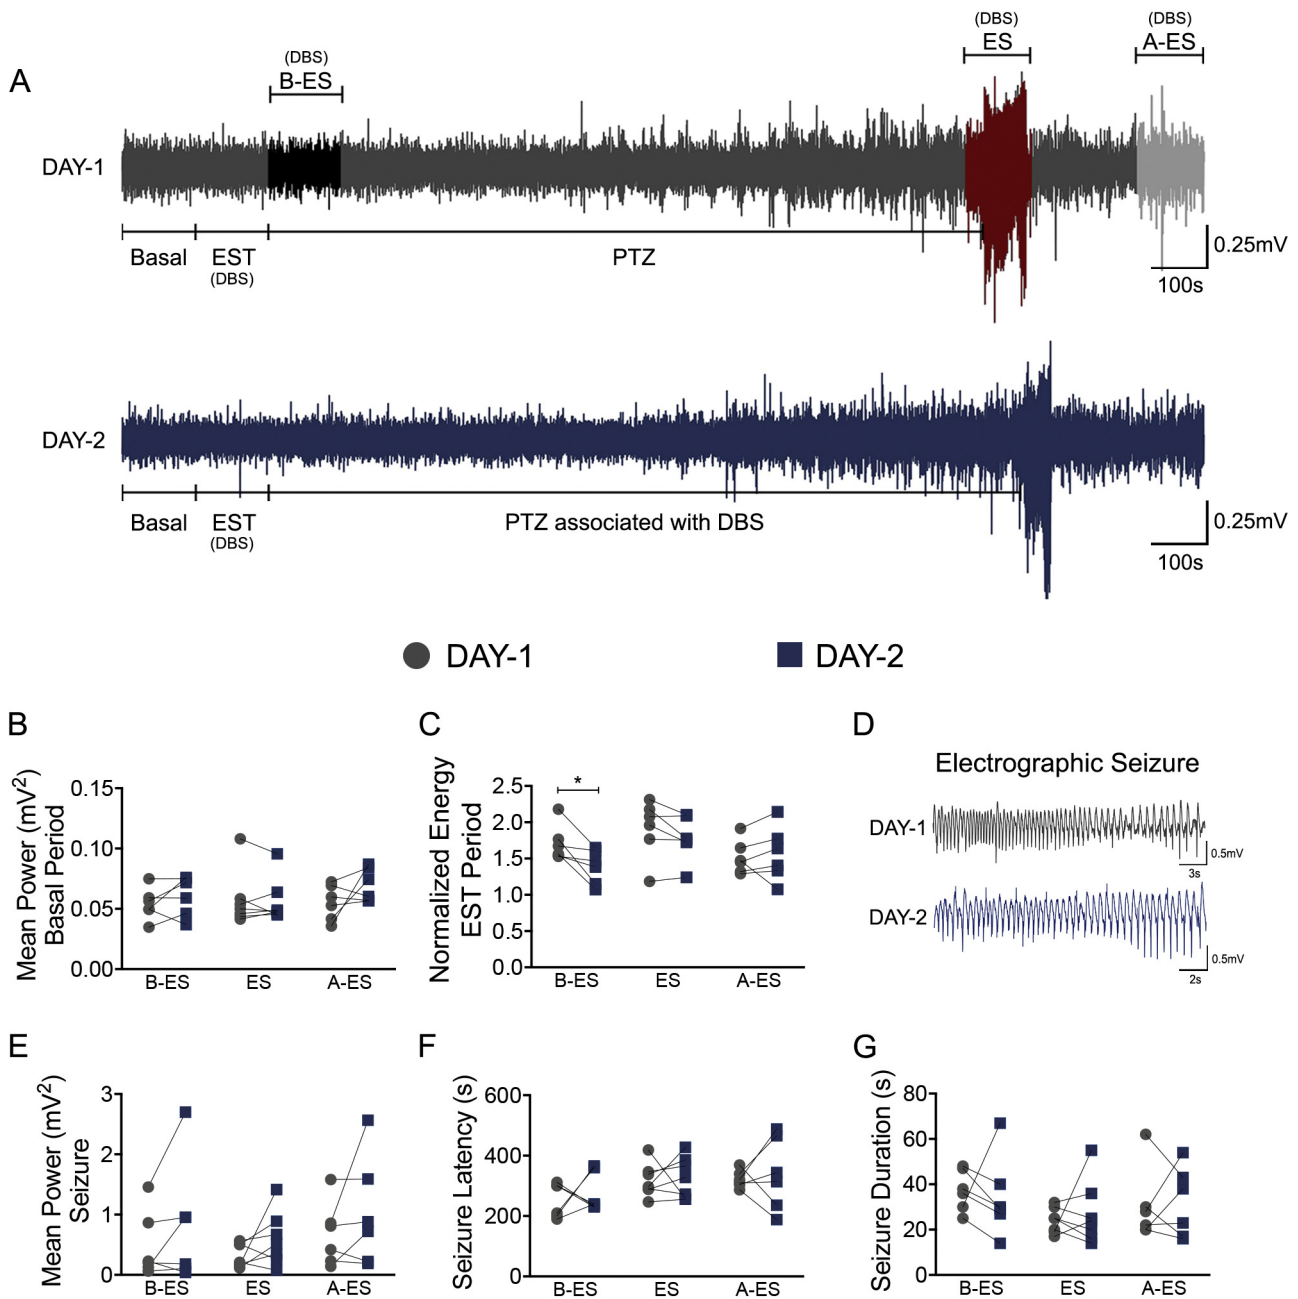 A
(DBS)
B-ES
(DBS)
ES
(DBS)
A-ES
DAY-1
Basal
EST
(DBS)
PTZ
0.25mV
100s
DAY-2
Basal
EST
(DBS)
PTZ associated with DBS
0.25mV
100s
DAY-1
DAY-2
B
Mean Power (mV²)
Basal Period
0.15
0.10
0.05
0.00
B-ES
ES
A-ES
C
Normalized Energy
EST Period
2.5
2.0
1.5
1.0
0.5
0.0
*
B-ES
ES
A-ES
D
Electrographic Seizure
DAY-1
0.5mV
3s
DAY-2
0.5mV
2s
E
Mean Power (mV²)
Seizure
3
2
1
0
B-ES
ES
A-ES
F
Seizure Latency (s)
600
400
200
0
B-ES
ES
A-ES
G
Seizure Duration (s)
80
60
40
20
0
B-ES
ES
A-ES